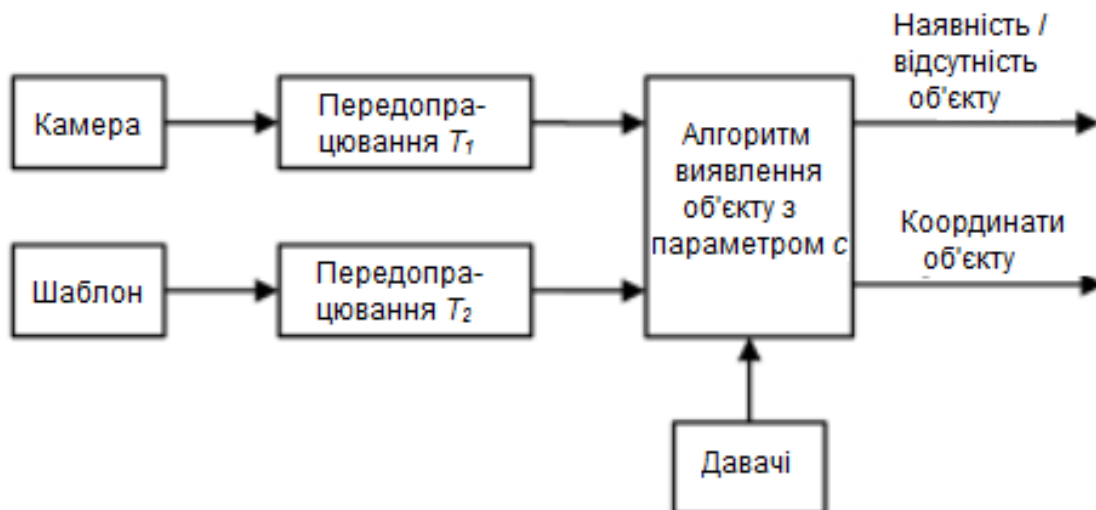 Наявність /
відсутність
об'єкту
Камера
Передопра-
цювання T₁
Алгоритм
виявлення
об'єкту з
параметром c
Координати
об'єкту
Шаблон
Передопра-
цювання T₂
Давачі